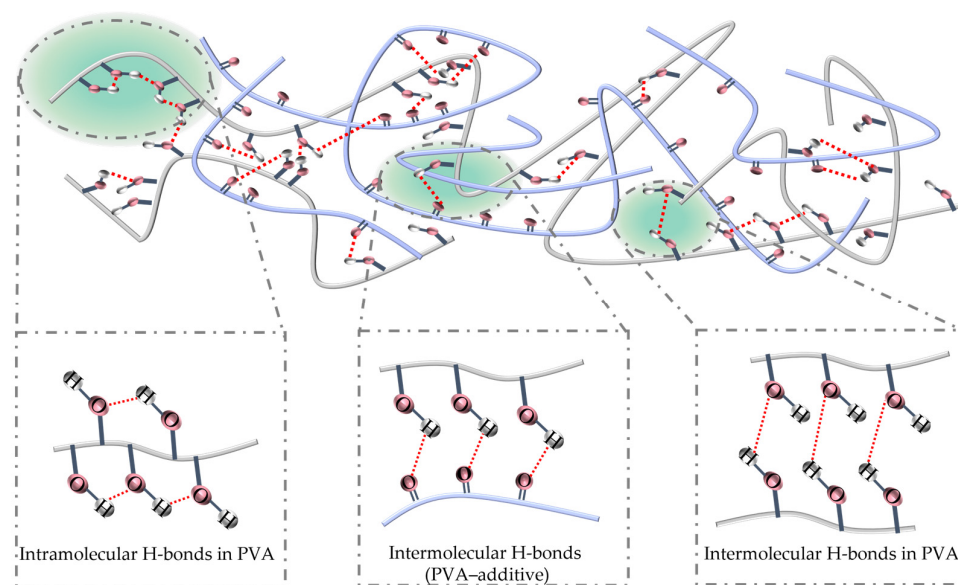 H H
O O
O O O
H H H
Intramolecular H-bonds in PVA
O O O
H H H
O O O
Intermolecular H-bonds
(PVA–additive)
O O O
H H H
H H H
O O O
Intermolecular H-bonds in PVA